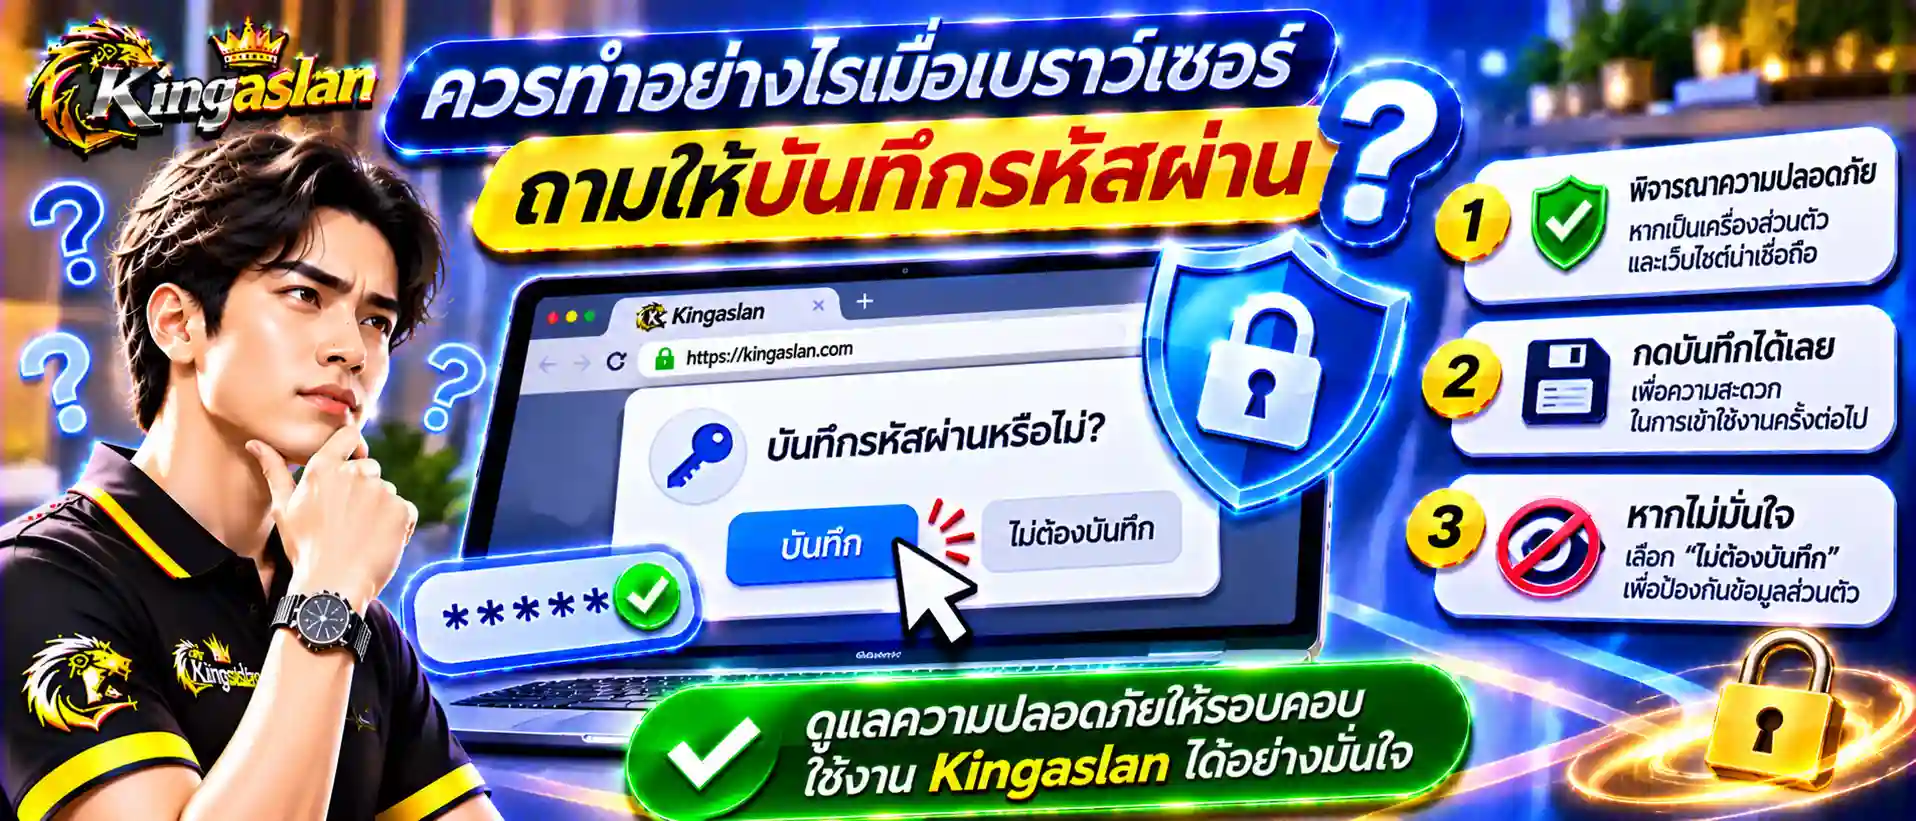 Kingaslan
ควรทำอย่างไรเมื่อเบราว์เซอร์
ถามให้บันทึกรหัสผ่าน
?
Kingaslan
https://kingaslan.com
บันทึกรหัสผ่านหรือไม่?
บันทึก
ไม่ต้องบันทึก
*****
1
พิจารณาความปลอดภัย
หากเป็นเครื่องส่วนตัว
และเว็บไซต์น่าเชื่อถือ
2
กดบันทึกได้เลย
เพื่อความสะดวก
ในการเข้าใช้งานครั้งต่อไป
3
หากไม่มั่นใจ
เลือก “ไม่ต้องบันทึก”
เพื่อป้องกันข้อมูลส่วนตัว
Kingaslan
ดูแลความปลอดภัยให้รอบคอบ
ใช้งาน Kingaslan ได้อย่างมั่นใจ